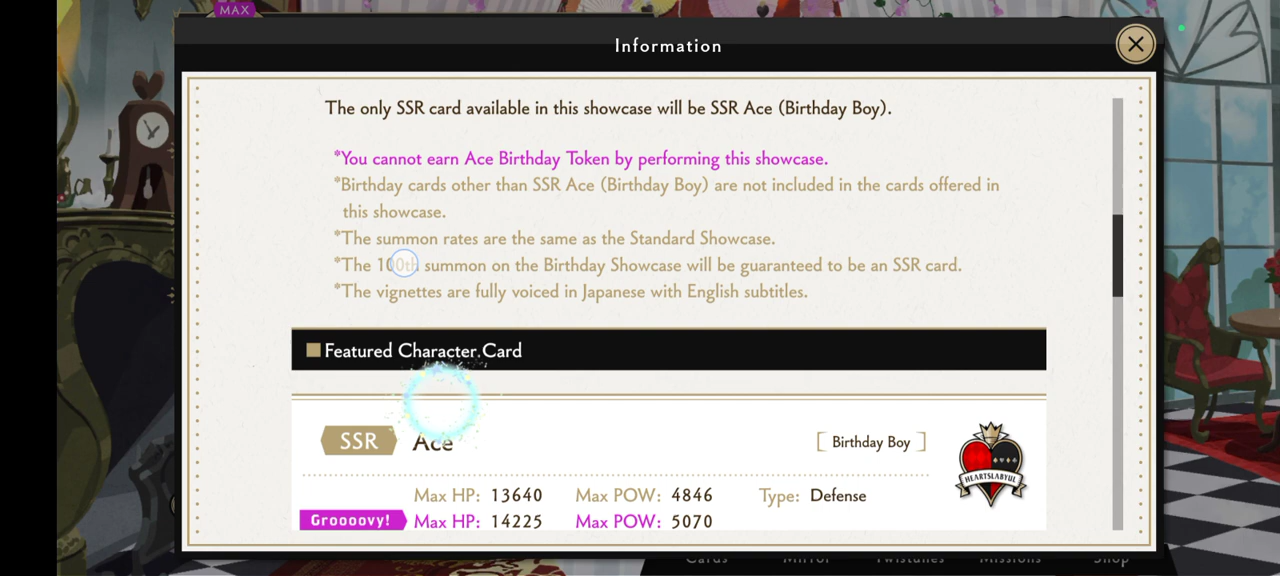 MAX
Information
The only SSR card available in this showcase will be SSR Ace (Birthday Boy).
*You cannot earn Ace Birthday Token by performing this showcase.
*Birthday cards other than SSR Ace (Birthday Boy) are not included in the cards offered in
this showcase.
*The summon rates are the same as the Standard Showcase.
*The 100th summon on the Birthday Showcase will be guaranteed to be an SSR card.
*The vignettes are fully voiced in Japanese with English subtitles.
Featured Character Card
SSR Ace [Birthday Boy]
HEARTSLABYUL
Max HP: 13640 Max POW: 4846 Type: Defense
Groooovy! Max HP: 14225 Max POW: 5070
Cards Mirror Twistunes Missions Shop